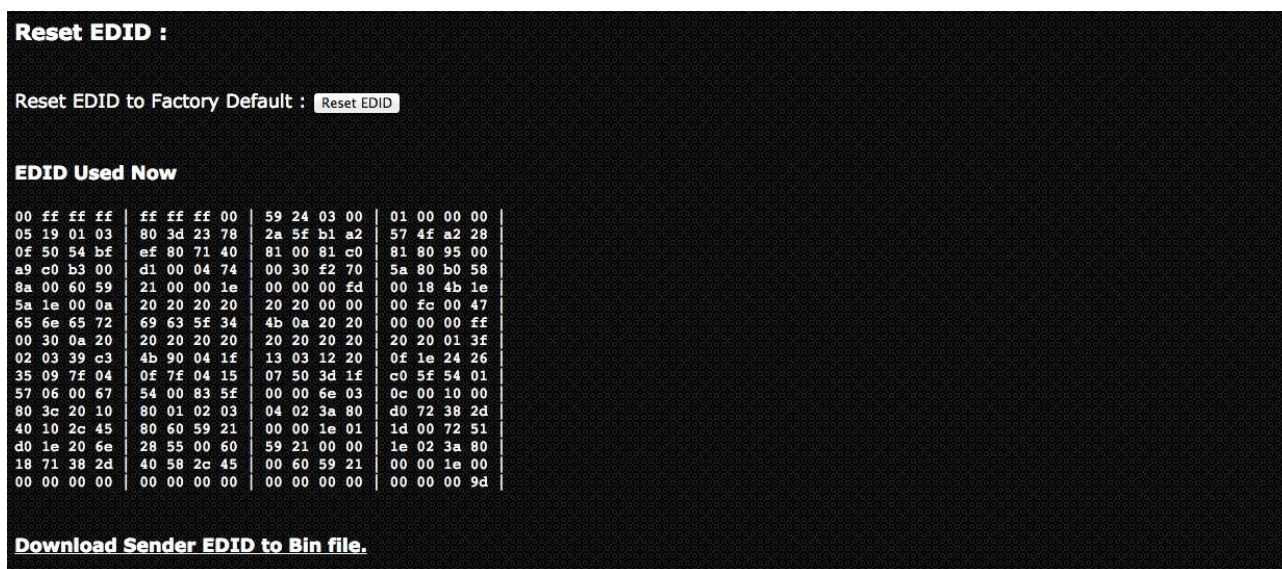 Reset EDID :
Reset EDID to Factory Default : Reset EDID
EDID Used Now
00 ff ff ff | ff ff ff 00 | 59 24 03 00 | 01 00 00 00 |
05 19 01 03 | 80 3d 23 78 | 2a 5f b1 a2 | 57 4f a2 28 |
0f 50 54 bf | ef 80 71 40 | 81 00 81 c0 | 81 80 95 00 |
a9 c0 b3 00 | d1 00 04 74 | 00 30 f2 70 | 5a 80 b0 58 |
8a 00 60 59 | 21 00 00 1e | 00 00 00 fd | 00 18 4b 1e |
5a 1e 00 0a | 20 20 20 20 | 20 20 00 00 | 00 fc 00 47 |
65 6e 65 72 | 69 63 5f 34 | 4b 0a 20 20 | 00 00 00 ff |
00 30 0a 20 | 20 20 20 20 | 20 20 20 20 | 20 20 01 3f |
02 03 39 c3 | 4b 90 04 1f | 13 03 12 20 | 0f 1e 24 26 |
35 09 7f 04 | 0f 7f 04 15 | 07 50 3d 1f | c0 5f 54 01 |
57 06 00 67 | 54 00 83 5f | 00 00 6e 03 | 0c 00 10 00 |
80 3c 20 10 | 80 01 02 03 | 04 02 3a 80 | d0 72 38 2d |
40 10 2c 45 | 80 60 59 21 | 00 00 1e 01 | 1d 00 72 51 |
d0 1e 20 6e | 28 55 00 60 | 59 21 00 00 | 1e 02 3a 80 |
18 71 38 2d | 40 58 2c 45 | 00 60 59 21 | 00 00 1e 00 |
00 00 00 00 | 00 00 00 00 | 00 00 00 00 | 00 00 00 9d |
Download Sender EDID to Bin file.